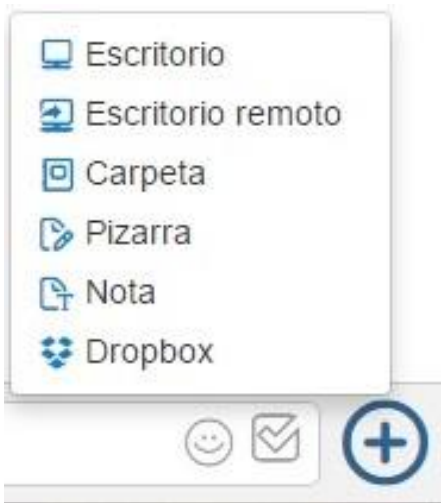 Escritorio
Escritorio remoto
Carpeta
Pizarra
Nota
Dropbox